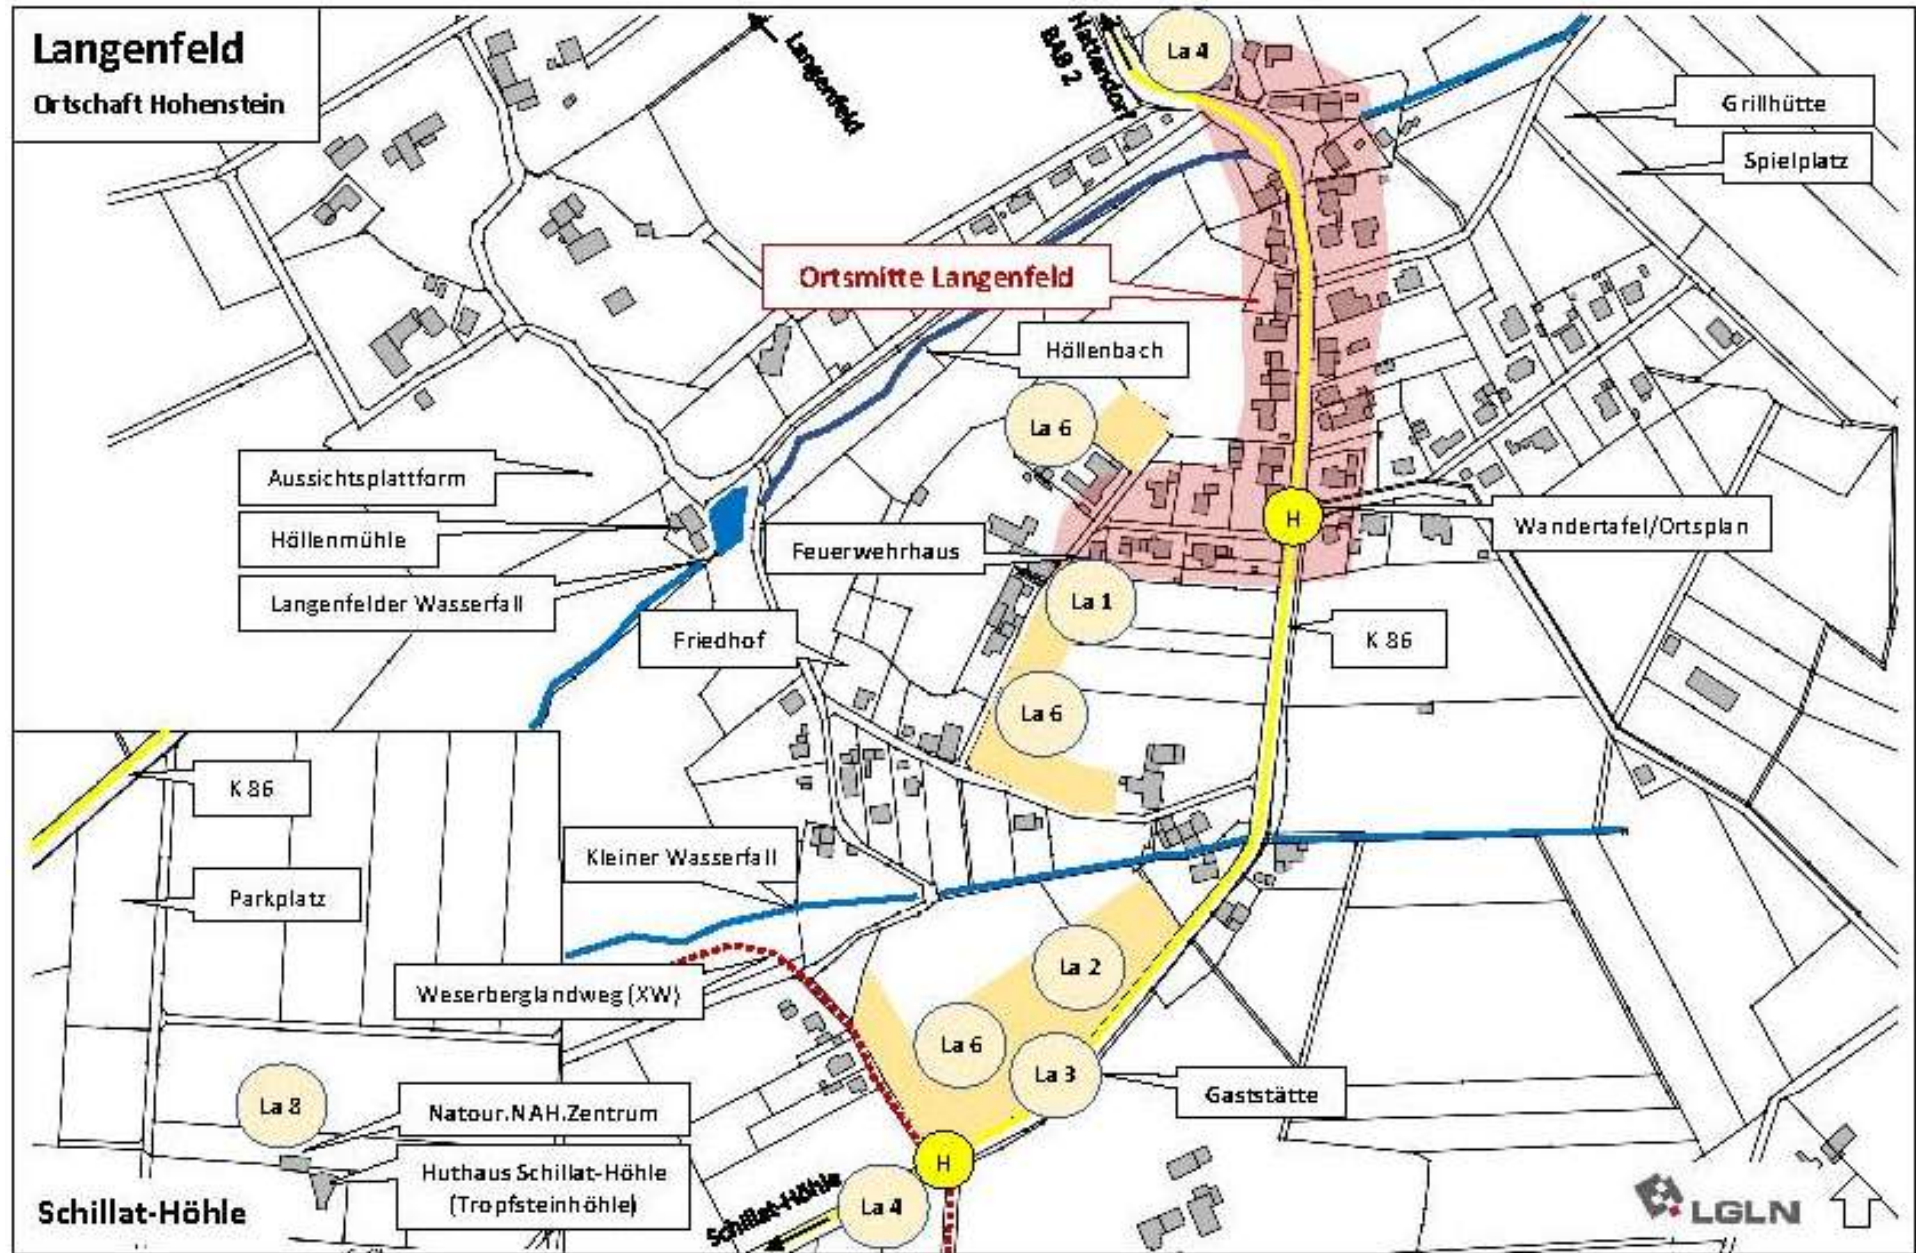 Langenfeld
Ortschaft Hohenstein
Langenfeld
Hattendorf
BAB 2
La 4
Grillhütte
Spielplatz
Ortsmitte Langenfeld
Höllenbach
La 6
Aussichtsplattform
Höllenmühle
Langenfelder Wasserfall
Feuerwehrhaus
H
Wandertafel/Ortsplan
La 1
Friedhof
K 86
La 6
K 86
Parkplatz
Kleiner Wasserfall
Weserberglandweg (XW)
La 2
La 6
La 3
Gaststätte
La 8
Natour.NAH.Zentrum
Huthaus Schillat-Höhle
(Tropfsteinhöhle)
Schillat-Höhle
H
La 4
Schillat-Höhle
LGLN